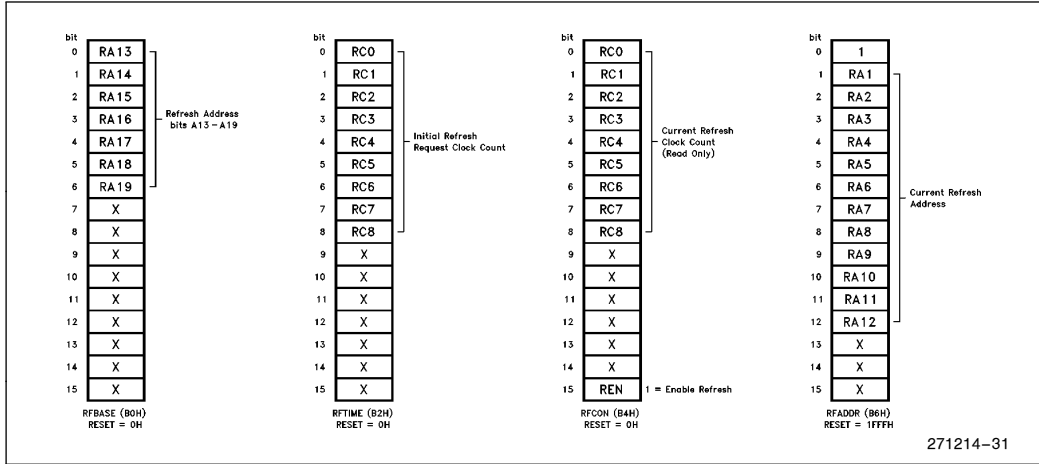 bit
0 RA13
1 RA14
2 RA15
3 RA16
4 RA17
5 RA18
6 RA19
7 X
8 X
9 X
10 X
11 X
12 X
13 X
14 X
15 X
Refresh Address
bits A13–A19
RFBASE (B0H)
RESET = 0H
bit
0 RC0
1 RC1
2 RC2
3 RC3
4 RC4
5 RC5
6 RC6
7 RC7
8 RC8
9 X
10 X
11 X
12 X
13 X
14 X
15 X
Initial Refresh
Request Clock Count
RFTIME (B2H)
RESET = 0H
bit
0 RC0
1 RC1
2 RC2
3 RC3
4 RC4
5 RC5
6 RC6
7 RC7
8 RC8
9 X
10 X
11 X
12 X
13 X
14 X
15 REN 1 = Enable Refresh
Current Refresh
Clock Count
(Read Only)
RFCON (B4H)
RESET = 0H
bit
0 1
1 RA1
2 RA2
3 RA3
4 RA4
5 RA5
6 RA6
7 RA7
8 RA8
9 RA9
10 RA10
11 RA11
12 RA12
13 X
14 X
15 X
Current Refresh
Address
RFADDR (B6H)
RESET = 1FFFH
271214–31